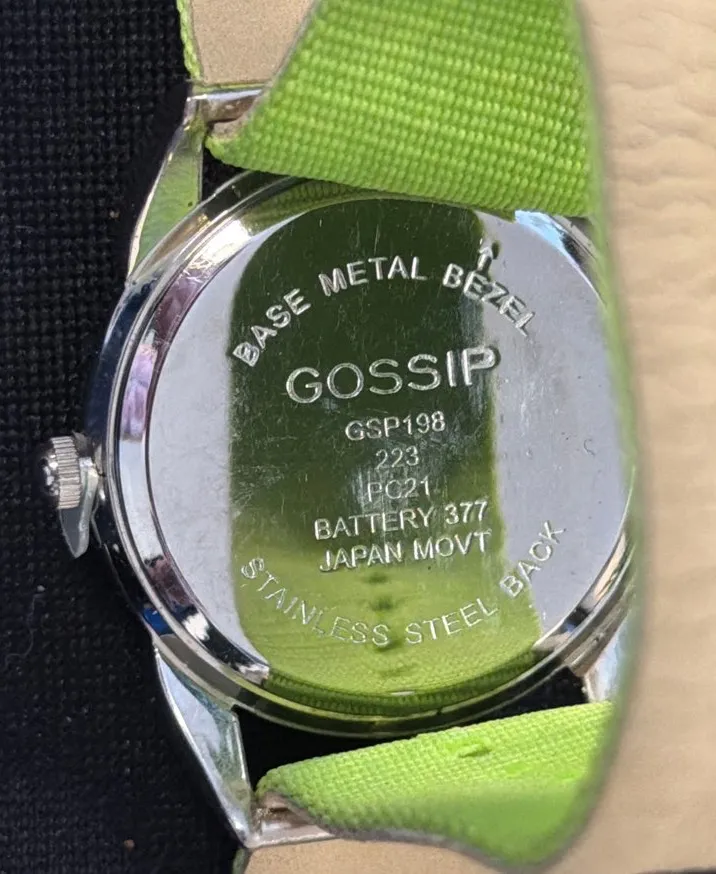 BASE METAL BEZEL
GOSSIP
GSP198
223
PC21
BATTERY 377
JAPAN MOVT
STAINLESS STEEL BACK